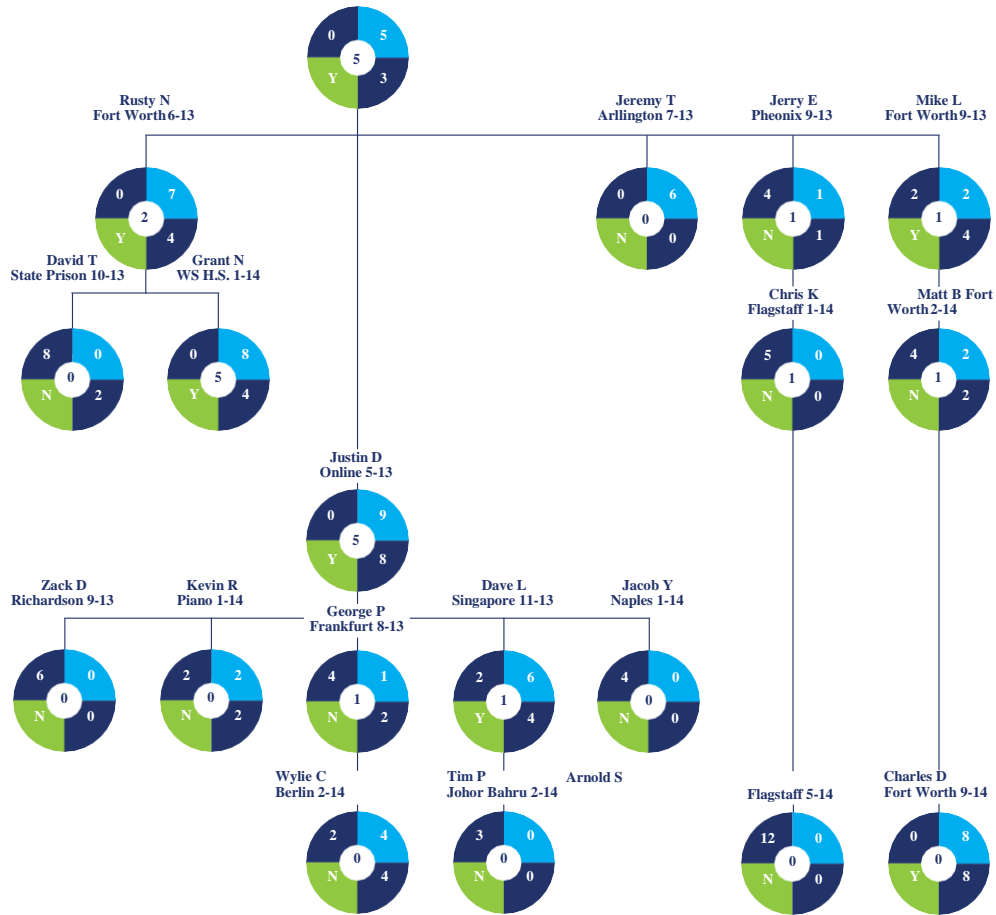 0 5
5
Y 3
Rusty N
Fort Worth 6-13
Jeremy T
Arllington 7-13
Jerry E
Pheonix 9-13
Mike L
Fort Worth 9-13
0 7
2
Y 4
0 6
0
N 0
4 1
1
N 1
2 2
1
Y 4
David T
State Prison 10-13
Grant N
WS H.S. 1-14
Chris K
Flagstaff 1-14
Matt B Fort
Worth 2-14
8 0
0
N 2
0 8
5
Y 4
5 0
1
N 0
4 2
1
N 2
Justin D
Online 5-13
0 9
5
Y 8
Zack D
Richardson 9-13
Kevin R
Piano 1-14
George P
Frankfurt 8-13
Dave L
Singapore 11-13
Jacob Y
Naples 1-14
6 0
0
N 0
2 2
0
N 2
4 1
1
N 2
2 6
1
Y 4
4 0
0
N 0
Wylie C
Berlin 2-14
Tim P
Johor Bahru 2-14
Arnold S
Flagstaff 5-14
Charles D
Fort Worth 9-14
2 4
0
N 4
3 0
0
N 0
12 0
0
N 0
0 8
0
Y 8